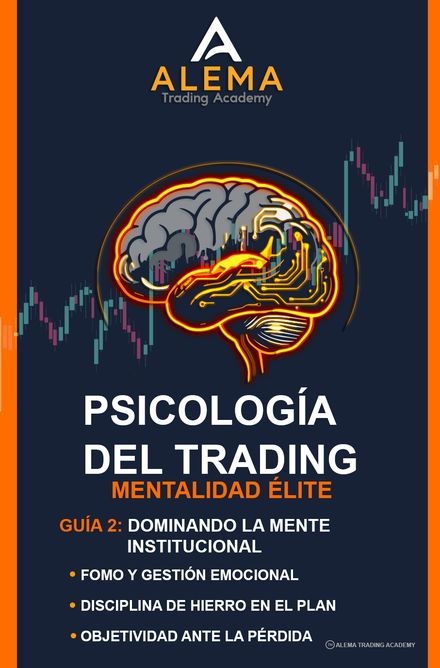 ALEMA
Trading Academy
PSICOLOGÍA
DEL TRADING
MENTALIDAD ÉLITE
GUÍA 2: DOMINANDO LA MENTE
INSTITUCIONAL
• FOMO Y GESTIÓN EMOCIONAL
• DISCIPLINA DE HIERRO EN EL PLAN
• OBJETIVIDAD ANTE LA PÉRDIDA
ALEMA TRADING ACADEMY